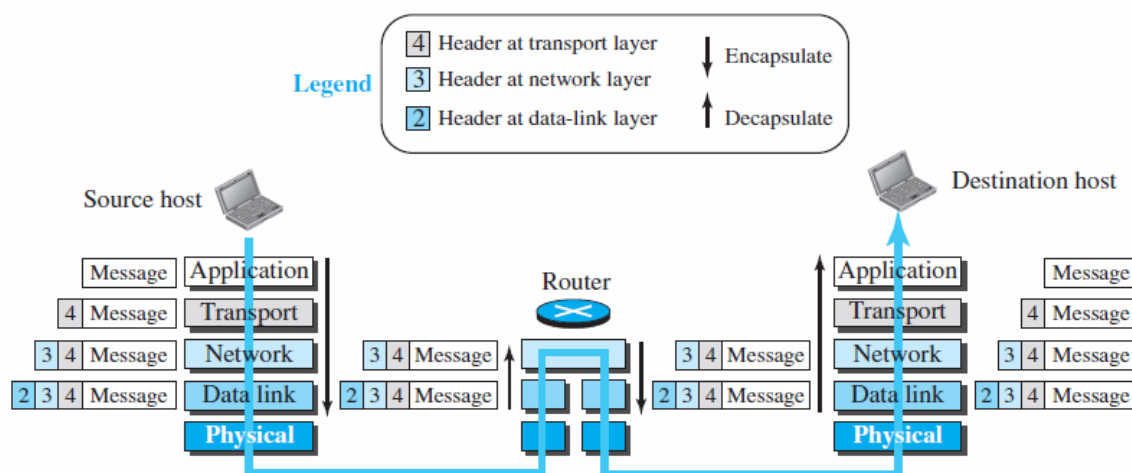 4 Header at transport layer
Encapsulate
Legend
3 Header at network layer
2 Header at data-link layer
Decapsulate
Source host
Destination host
Message Application
Router
Application Message
4 Message Transport
Transport 4 Message
3 4 Message Network
3 4 Message
3 4 Message
Network 3 4 Message
2 3 4 Message Data link
2 3 4 Message
2 3 4 Message
Data link 2 3 4 Message
Physical
Physical